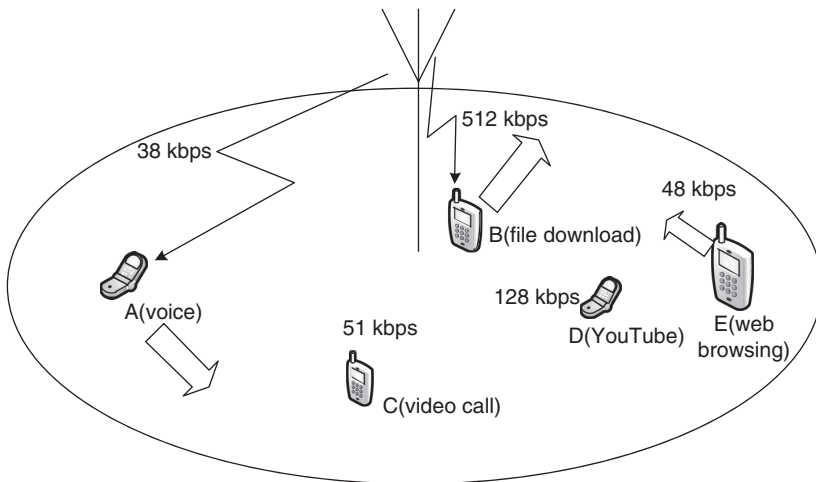 512 kbps
38 kbps
48 kbps
B(file download)
128 kbps
A(voice)
51 kbps
D(YouTube)
E(web
browsing)
C(video call)